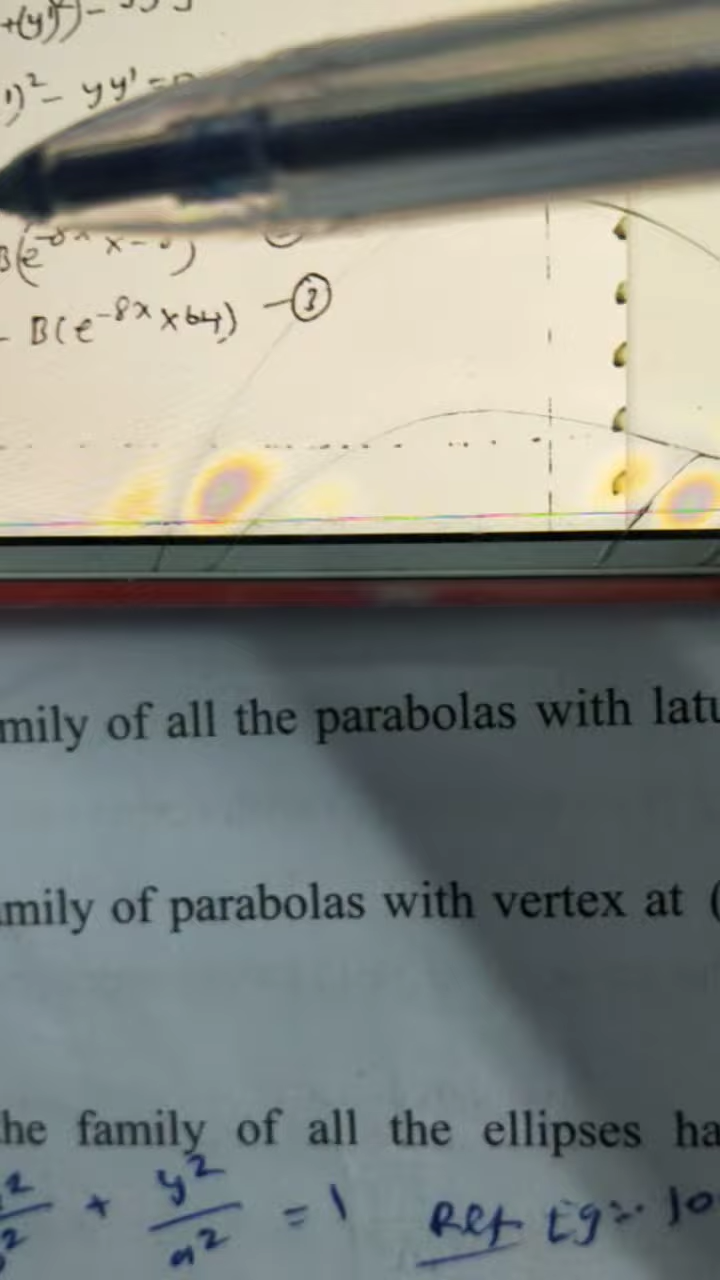 +(y')²)-
')² - yy' =
B(e⁻⁸ˣ x-
- B(e⁻⁸ˣ x 64) -③
mily of all the parabolas with latu
mily of parabolas with vertex at (
he family of all the ellipses ha
+ y²/a² = 1 Ref Eg:- 10